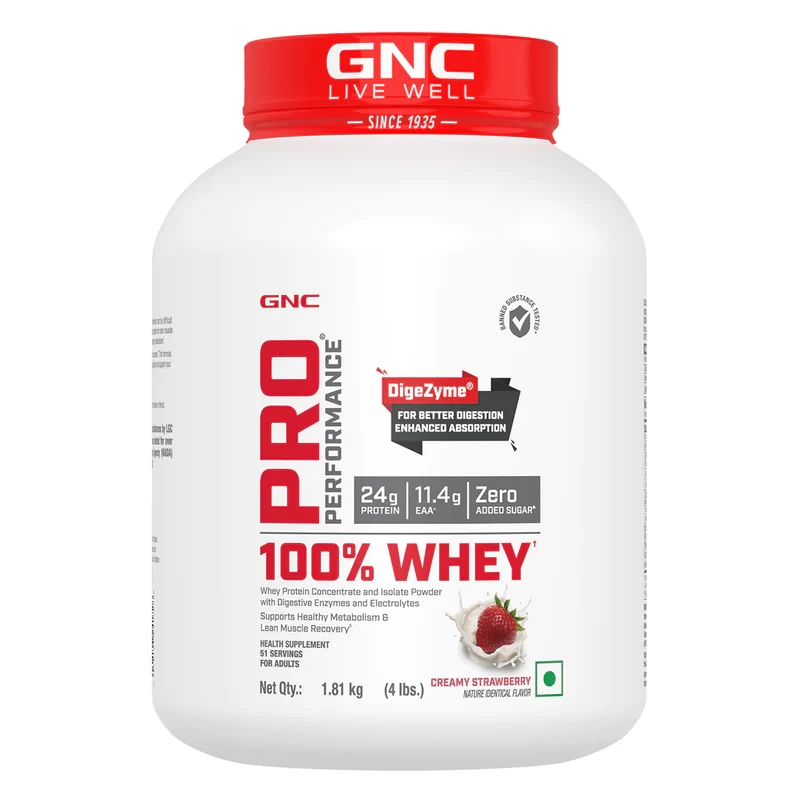 GNC
LIVE WELL
SINCE 1935
GNC
PRO
PERFORMANCE®
BANNED SUBSTANCE TESTED
DigeZyme®
FOR BETTER DIGESTION
ENHANCED ABSORPTION
24g
PROTEIN
11.4g
EAA^
Zero
ADDED SUGAR*
100% WHEY†
Whey Protein Concentrate and Isolate Powder
with Digestive Enzymes and Electrolytes
Supports Healthy Metabolism &
Lean Muscle Recovery‡
HEALTH SUPPLEMENT
51 SERVINGS
FOR ADULTS
Net Qty.: 1.81 kg (4 lbs.)
CREAMY STRAWBERRY
NATURE IDENTICAL FLAVOR